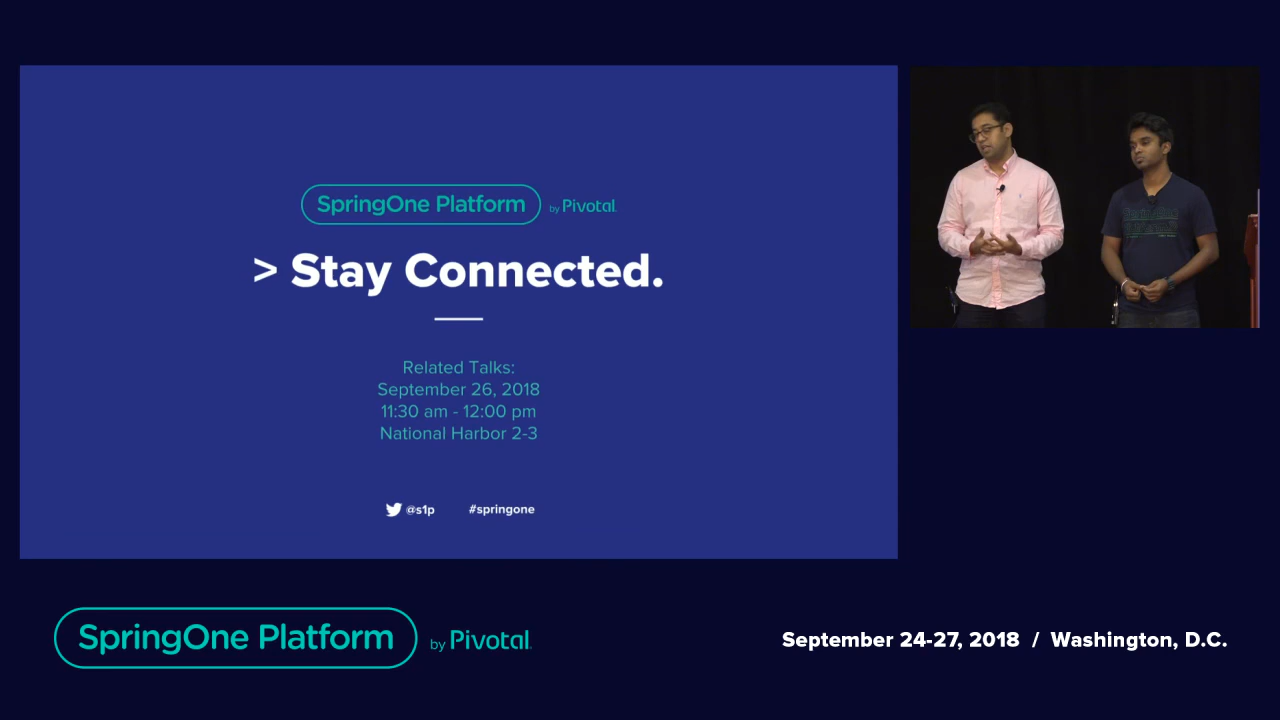 SpringOne Platform by Pivotal.
> Stay Connected.
Related Talks:
September 26, 2018
11:30 am - 12:00 pm
National Harbor 2-3
@s1p #springone
SpringOne Platform by Pivotal.
September 24-27, 2018 / Washington, D.C.